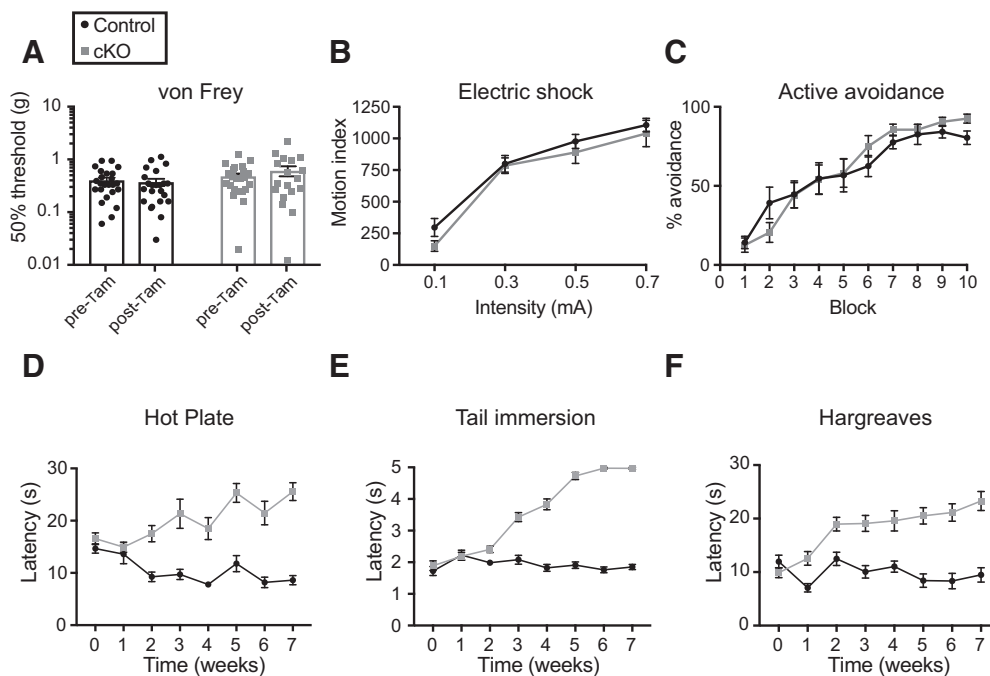 Control
cKO
A
B
C
von Frey
Electric shock
Active avoidance
50% threshold (g)
10
1
0.1
0.01
pre-Tam
post-Tam
pre-Tam
post-Tam
Motion index
1250
1000
750
500
250
0
0.1 0.3 0.5 0.7
Intensity (mA)
% avoidance
100
50
0
0 1 2 3 4 5 6 7 8 9 10
Block
D
E
F
Hot Plate
Tail immersion
Hargreaves
Latency (s)
30
20
10
0
0 1 2 3 4 5 6 7
Time (weeks)
Latency (s)
5
4
3
2
1
0
0 1 2 3 4 5 6 7
Time (weeks)
Latency (s)
30
20
10
0
0 1 2 3 4 5 6 7
Time (weeks)